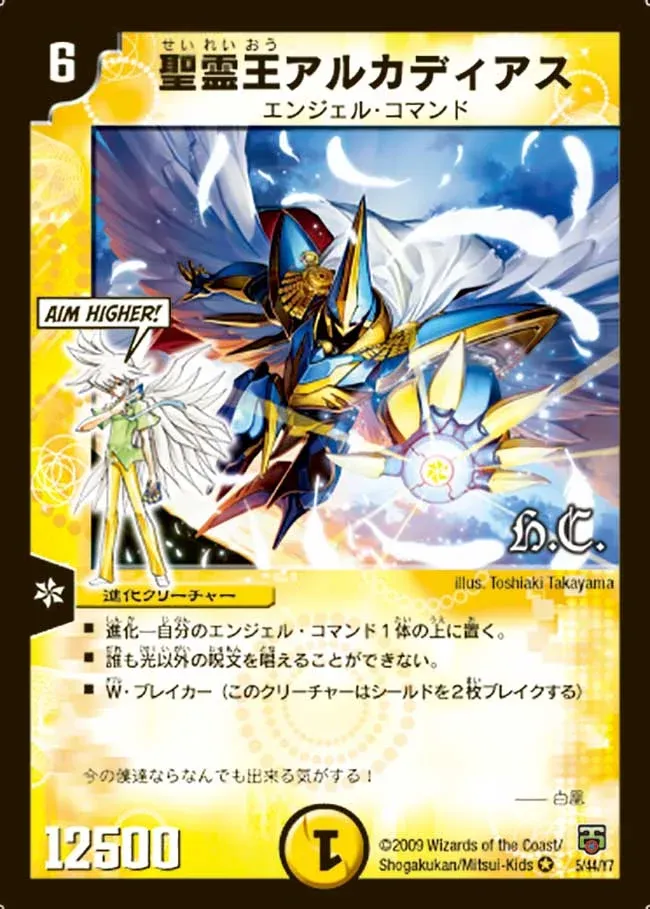 6
せいれいおう
聖霊王アルカディアス
エンジェル・コマンド
AIM HIGHER!
H.C.
illus. Toshiaki Takayama
進化クリーチャー
■ 進化―自分のエンジェル・コマンド1体の上に置く。
■ 誰も光以外の呪文を唱えることができない。
■ W・ブレイカー（このクリーチャーはシールドを2枚ブレイクする）
今の僕達ならなんでも出来る気がする！
―― 白凰
12500
1
©2009 Wizards of the Coast/
Shogakukan/Mitsui-Kids
5/44/Y7